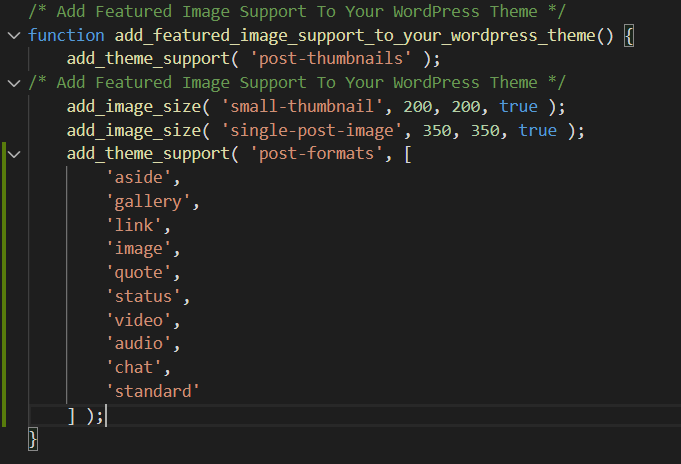 /* Add Featured Image Support To Your WordPress Theme */
function add_featured_image_support_to_your_wordpress_theme() {
    add_theme_support( 'post-thumbnails' );
/* Add Featured Image Support To Your WordPress Theme */
    add_image_size( 'small-thumbnail', 200, 200, true );
    add_image_size( 'single-post-image', 350, 350, true );
    add_theme_support( 'post-formats', [
        'aside',
        'gallery',
        'link',
        'image',
        'quote',
        'status',
        'video',
        'audio',
        'chat',
        'standard'
    ] );
}